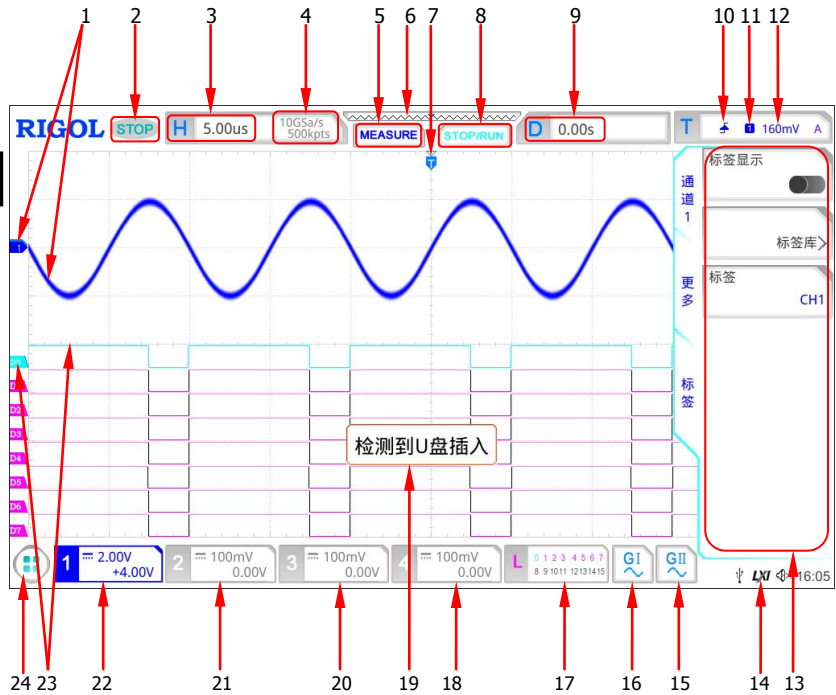 1 2 3 4 5 6 7 8 9 10 11 12
RIGOL STOP H 5.00us 10GSa/s 500kpts MEASURE STOP/RUN D 0.00s T 1 160mV A
T
通道1
标签显示
标签库>
更多
标签
CH1
标签
1
D0
D1
D2
D3
D4
D5
D6
D7
检测到U盘插入
1 2.00V +4.00V
2 100mV 0.00V
3 100mV 0.00V
4 100mV 0.00V
L 0 1 2 3 4 5 6 7
8 9 10 11 12 13 14 15
GI GII
LXI 16:05
24 23 22 21 20 19 18 17 16 15 14 13